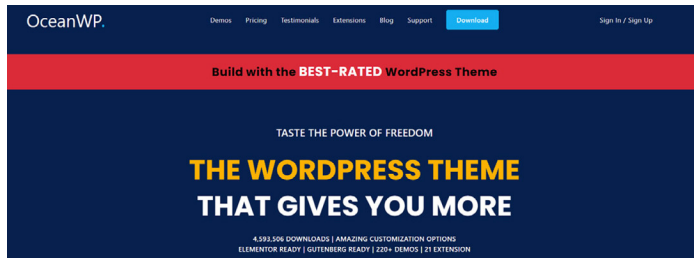 OceanWP.
Demos Pricing Testimonials Extensions Blog Support Download Sign In / Sign Up
Build with the BEST-RATED WordPress Theme
TASTE THE POWER OF FREEDOM
THE WORDPRESS THEME
THAT GIVES YOU MORE
4,593,506 DOWNLOADS | AMAZING CUSTOMIZATION OPTIONS
ELEMENTOR READY | GUTENBERG READY | 220+ DEMOS | 21 EXTENSION